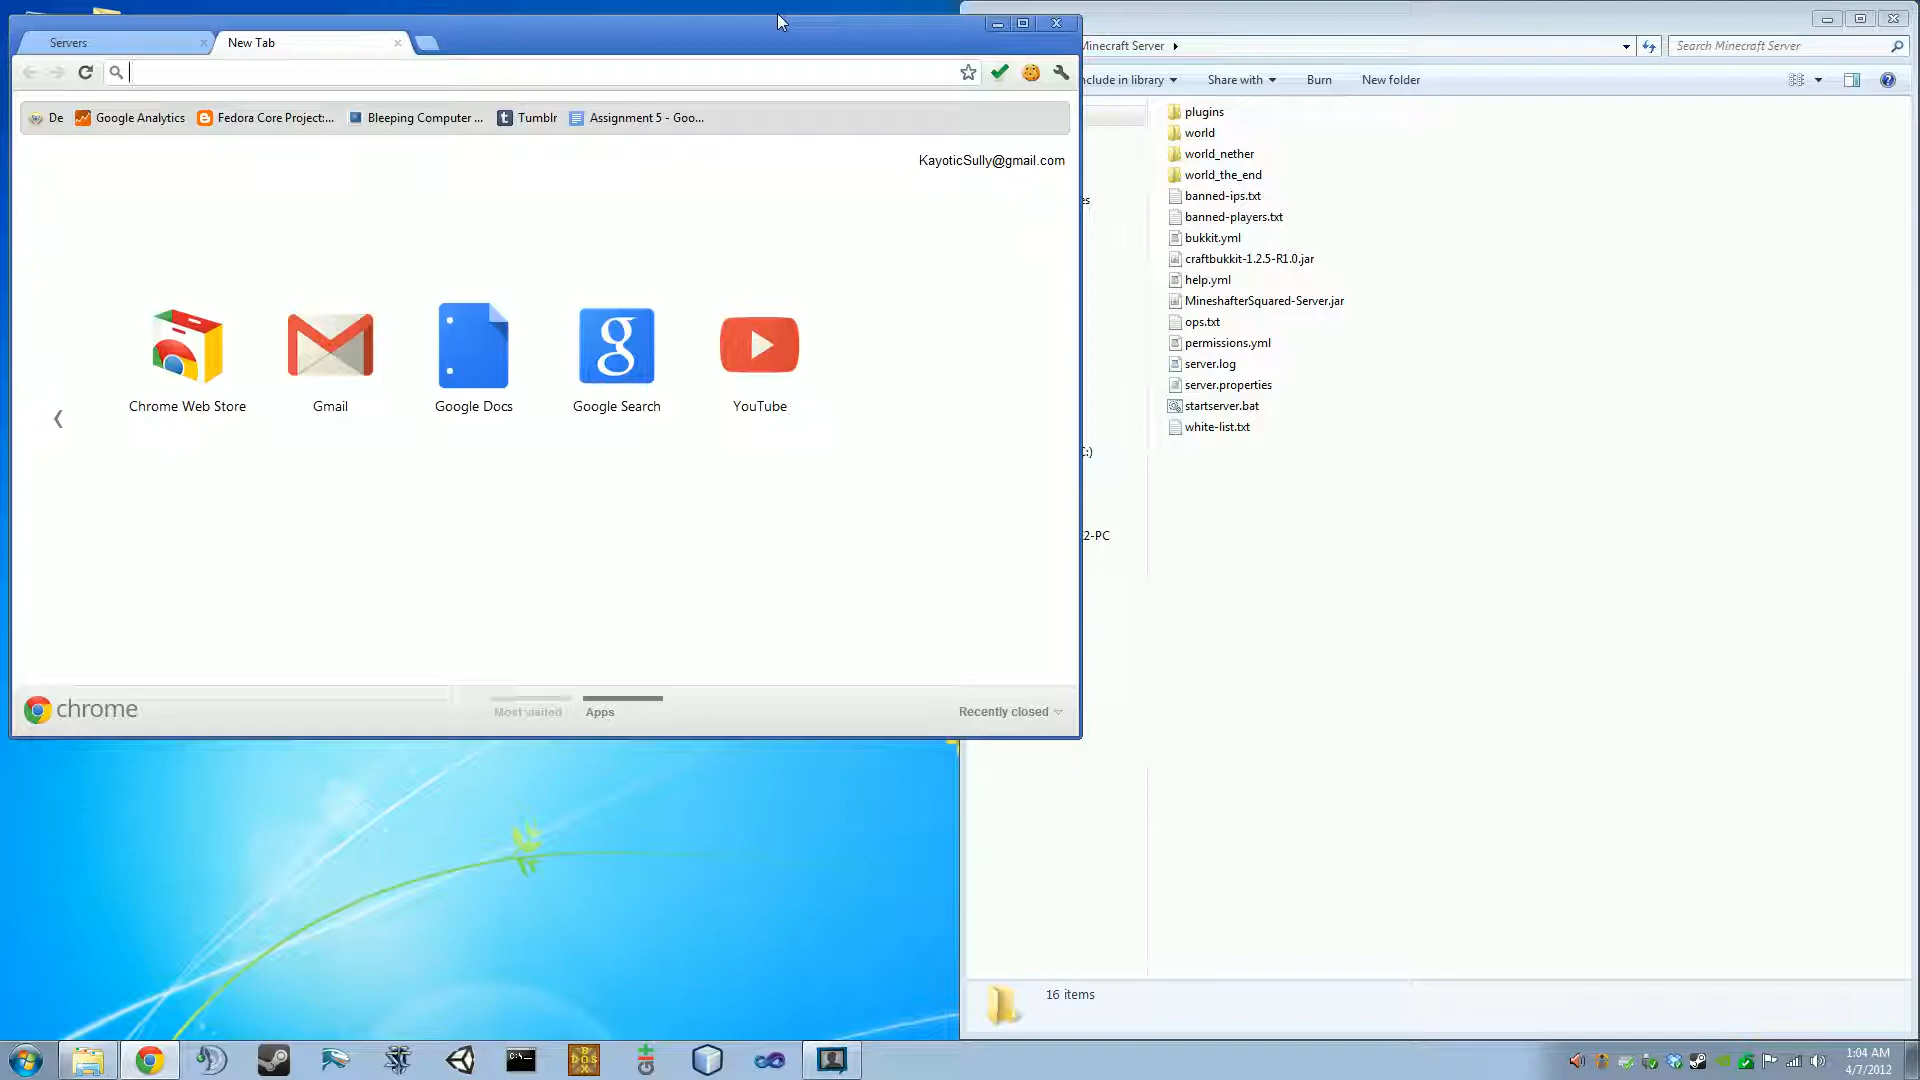 Servers
New Tab
De
Google Analytics
Fedora Core Project:...
Bleeping Computer ...
Tumblr
Assignment 5 - Goo...
KayoticSully@gmail.com
Chrome Web Store
Gmail
Google Docs
Google Search
YouTube
chrome
Most visited
Apps
Recently closed
Minecraft Server
Search Minecraft Server
Share with
Burn
New folder
plugins
world
world_nether
world_the_end
banned-ips.txt
banned-players.txt
bukkit.yml
craftbukkit-1.2.5-R1.0.jar
help.yml
MineshafterSquared-Server.jar
ops.txt
permissions.yml
server.log
server.properties
startserver.bat
white-list.txt
es
C:)
2-PC
16 items
1:04 AM
4/7/2012